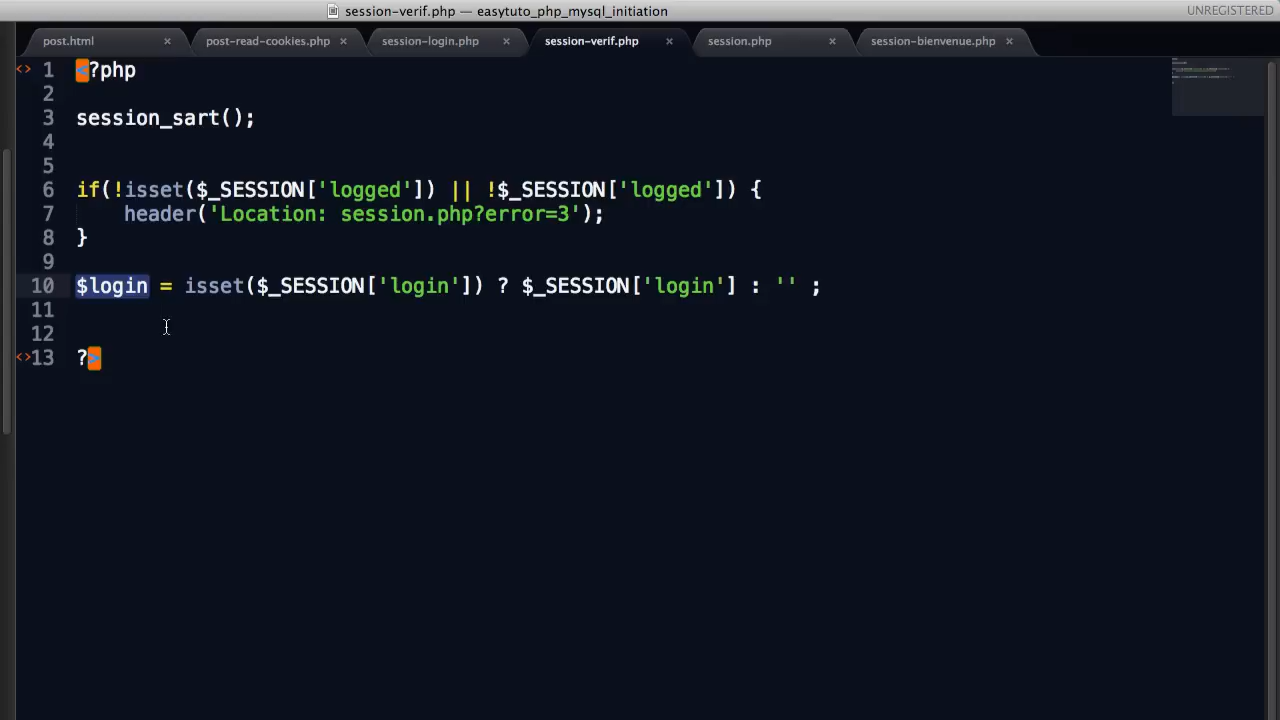 session-verif.php — easytuto_php_mysql_initiation
UNREGISTERED
post.html × post-read-cookies.php × session-login.php × session-verif.php × session.php × session-bienvenue.php ×
<> 1 <?php
2
3 session_sart();
4
5
6 if(!isset($_SESSION['logged']) || !$_SESSION['logged']) {
7 header('Location: session.php?error=3');
8 }
9
10 $login = isset($_SESSION['login']) ? $_SESSION['login'] : '' ;
11
12
<> 13 ?>